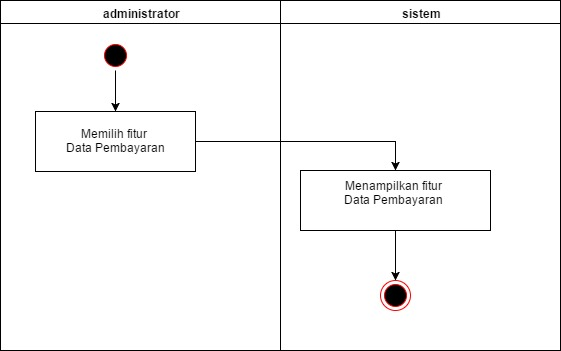 administrator
sistem
Memilih fitur
Data Pembayaran
Menampilkan fitur
Data Pembayaran